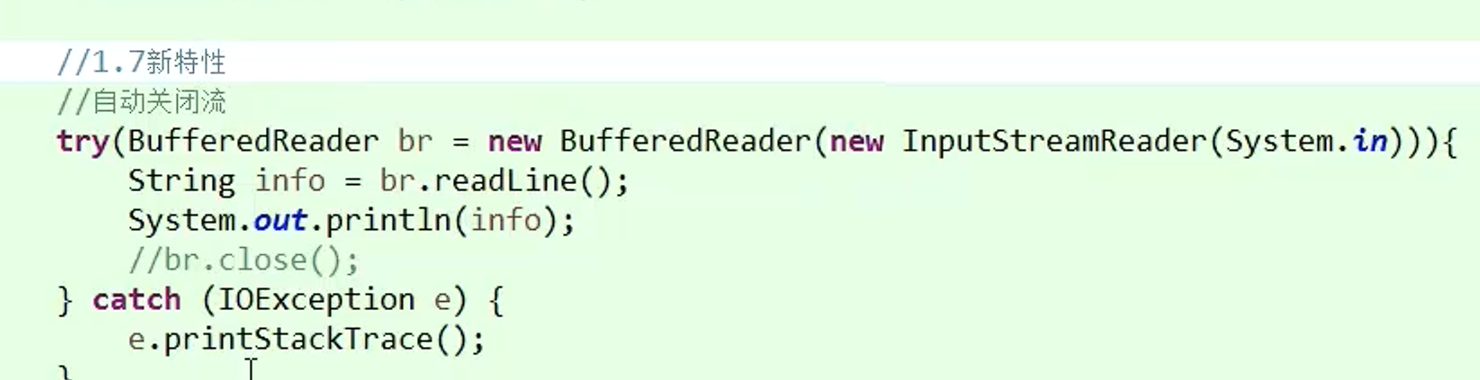 //1.7新特性
//自动关闭流
try(BufferedReader br = new BufferedReader(new InputStreamReader(System.in))){
    String info = br.readLine();
    System.out.println(info);
    //br.close();
} catch (IOException e) {
    e.printStackTrace();
}